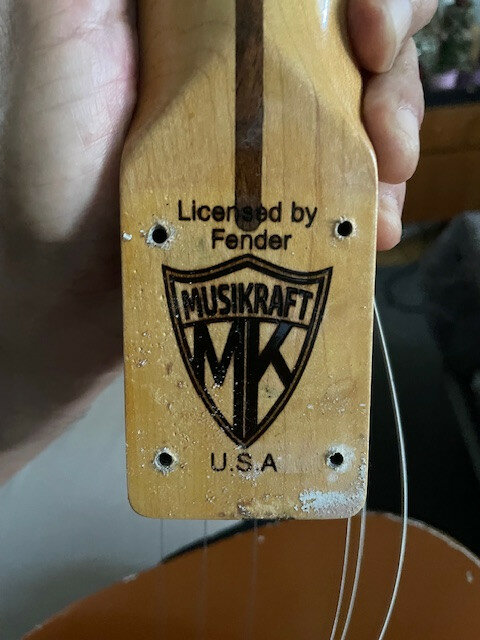 Licensed by
Fender
MUSIKRAFT
MK
U.S.A